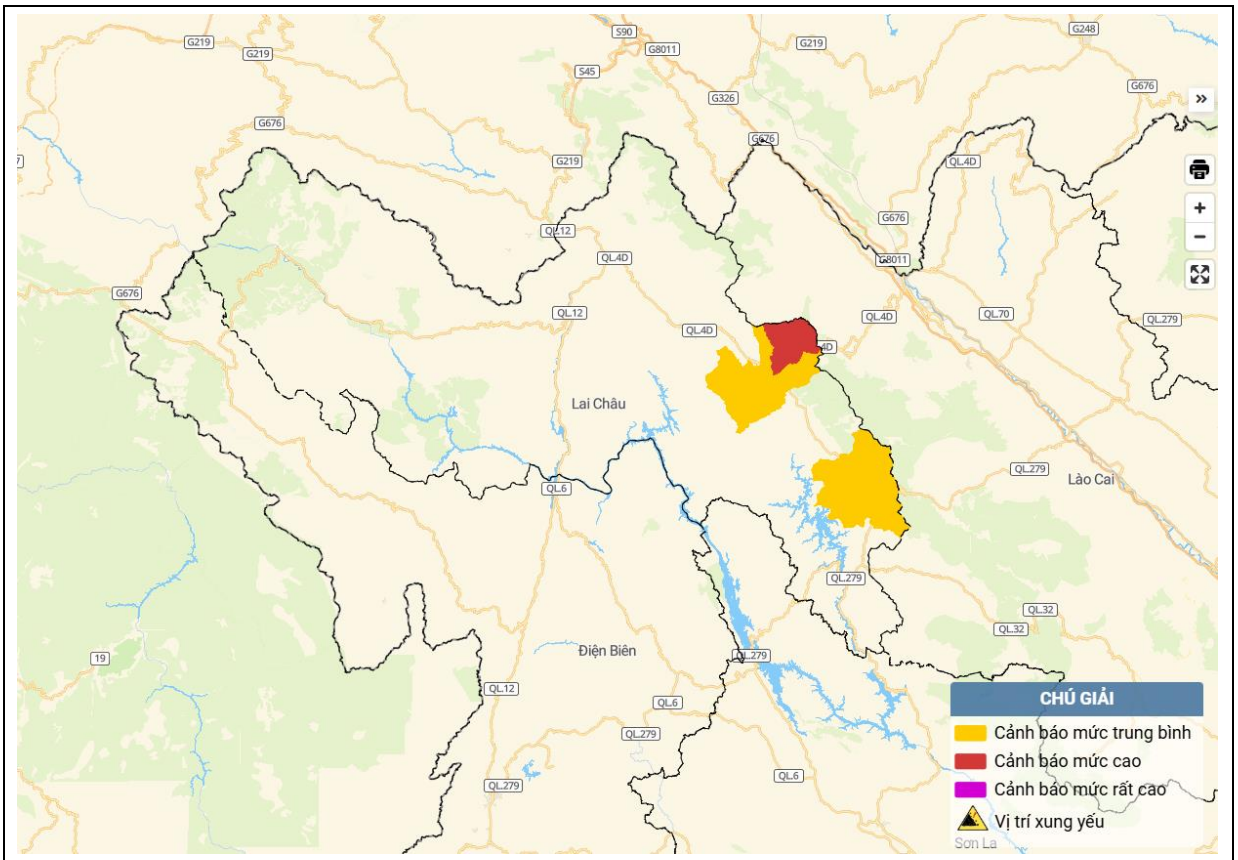 S90
G219
G219
G8011
G219
G248
S45
G676
G326
»
G676
G676
G219
QL.4D
G676
QL.12
+
QL.4D
G8011
−
G676
QL.12
QL.4D
QL.4D
QL.70
QL.279
4D
Lai Châu
QL.279
Lào Cai
QL.6
QL.279
QL.32
QL.32
19
Điện Biên
QL.279
QL.12
QL.6
QL.279
QL.6
QL.279
CHÚ GIẢI
Cảnh báo mức trung bình
Cảnh báo mức cao
Cảnh báo mức rất cao
Vị trí xung yếu
Sơn La